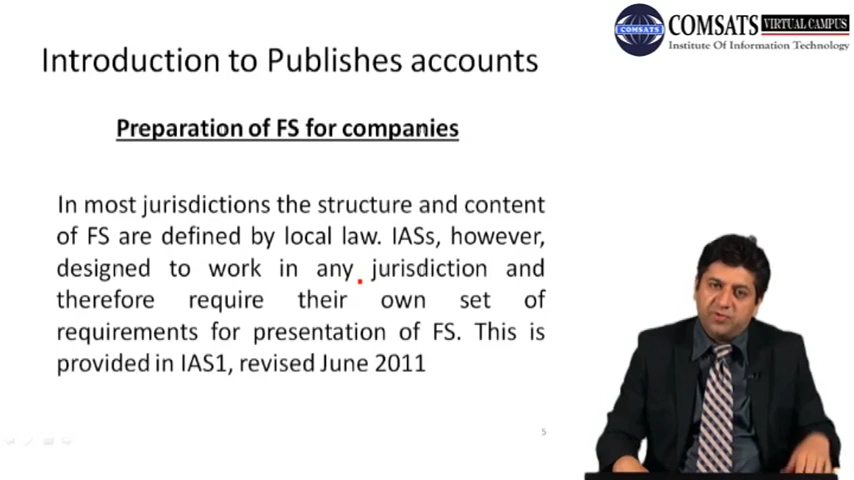 COMSATS VIRTUAL CAMPUS
Institute Of Information Technology
COMSATS
Introduction to Publishes accounts
Preparation of FS for companies
In most jurisdictions the structure and content
of FS are defined by local law. IASs, however,
designed to work in any jurisdiction and
therefore require their own set of
requirements for presentation of FS. This is
provided in IAS1, revised June 2011
5